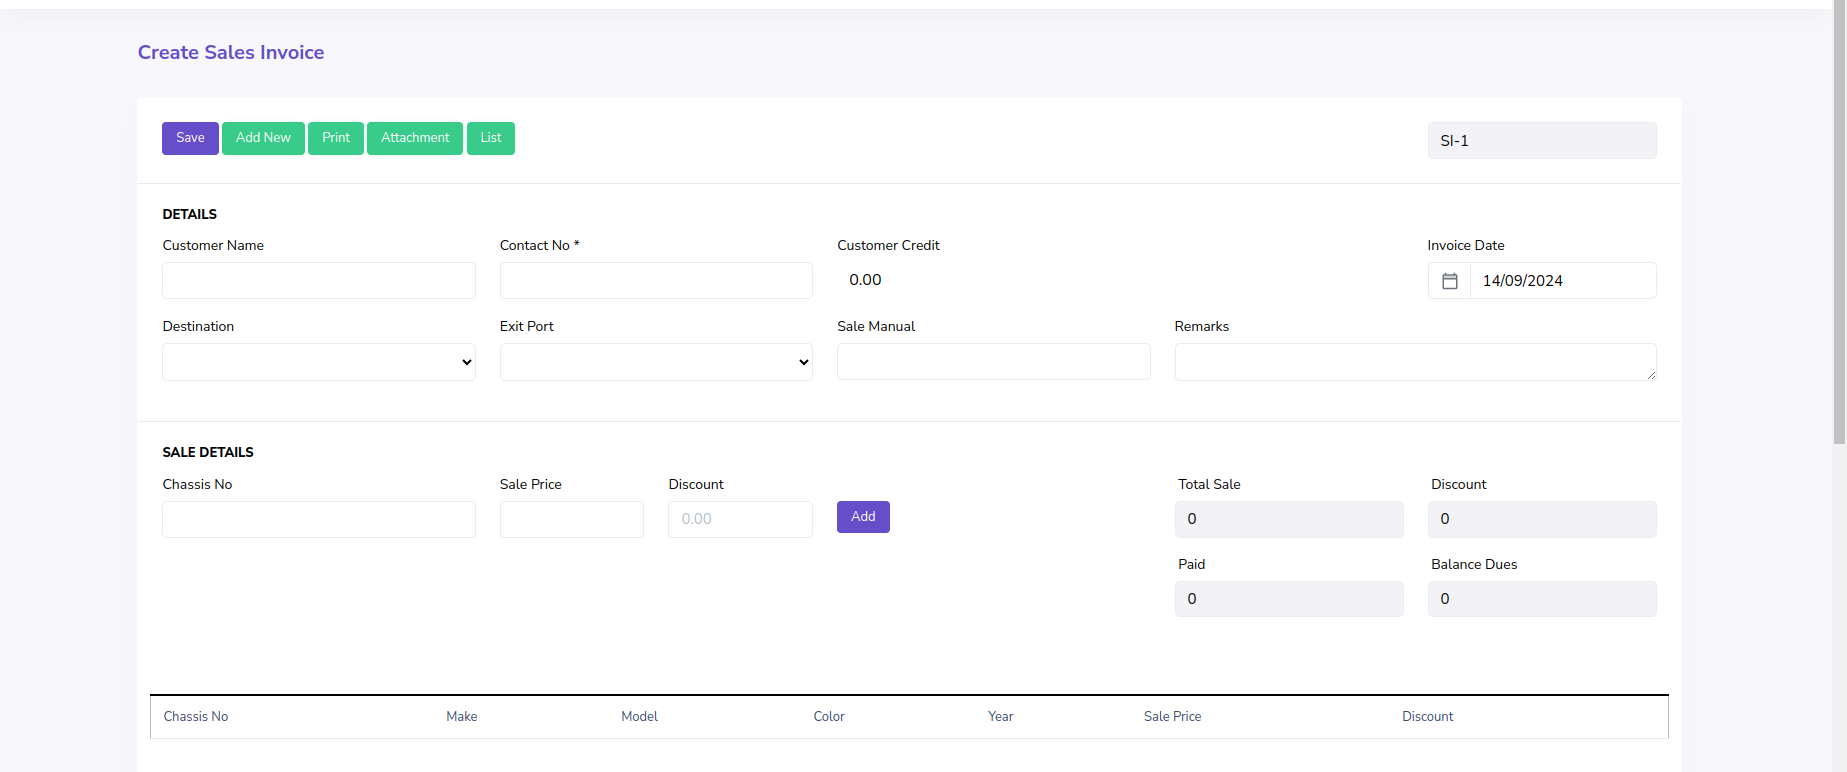 Create Sales Invoice
Save Add New Print Attachment List SI-1
DETAILS
Customer Name Contact No * Customer Credit Invoice Date
0.00 14/09/2024
Destination Exit Port Sale Manual Remarks
SALE DETAILS
Chassis No Sale Price Discount Total Sale Discount
0.00 Add 0 0
Paid Balance Dues
0 0
Chassis No Make Model Color Year Sale Price Discount